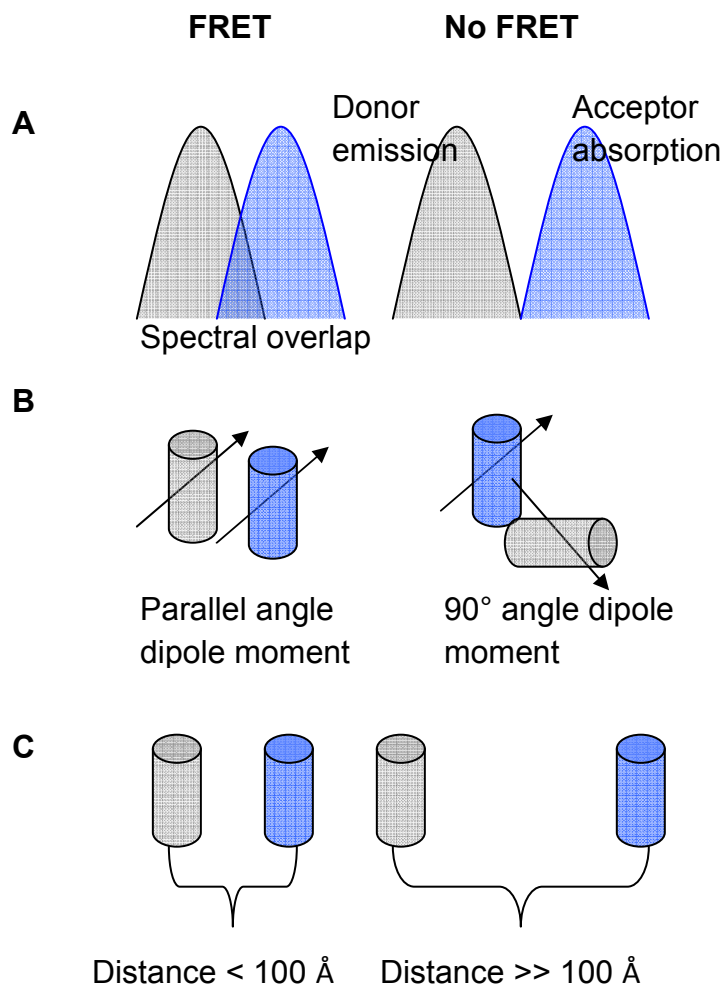 FRET No FRET
A
Donor emission
Acceptor absorption
Spectral overlap
B
Parallel angle
dipole moment
90° angle dipole
moment
C
Distance < 100 Å
Distance >> 100 Å